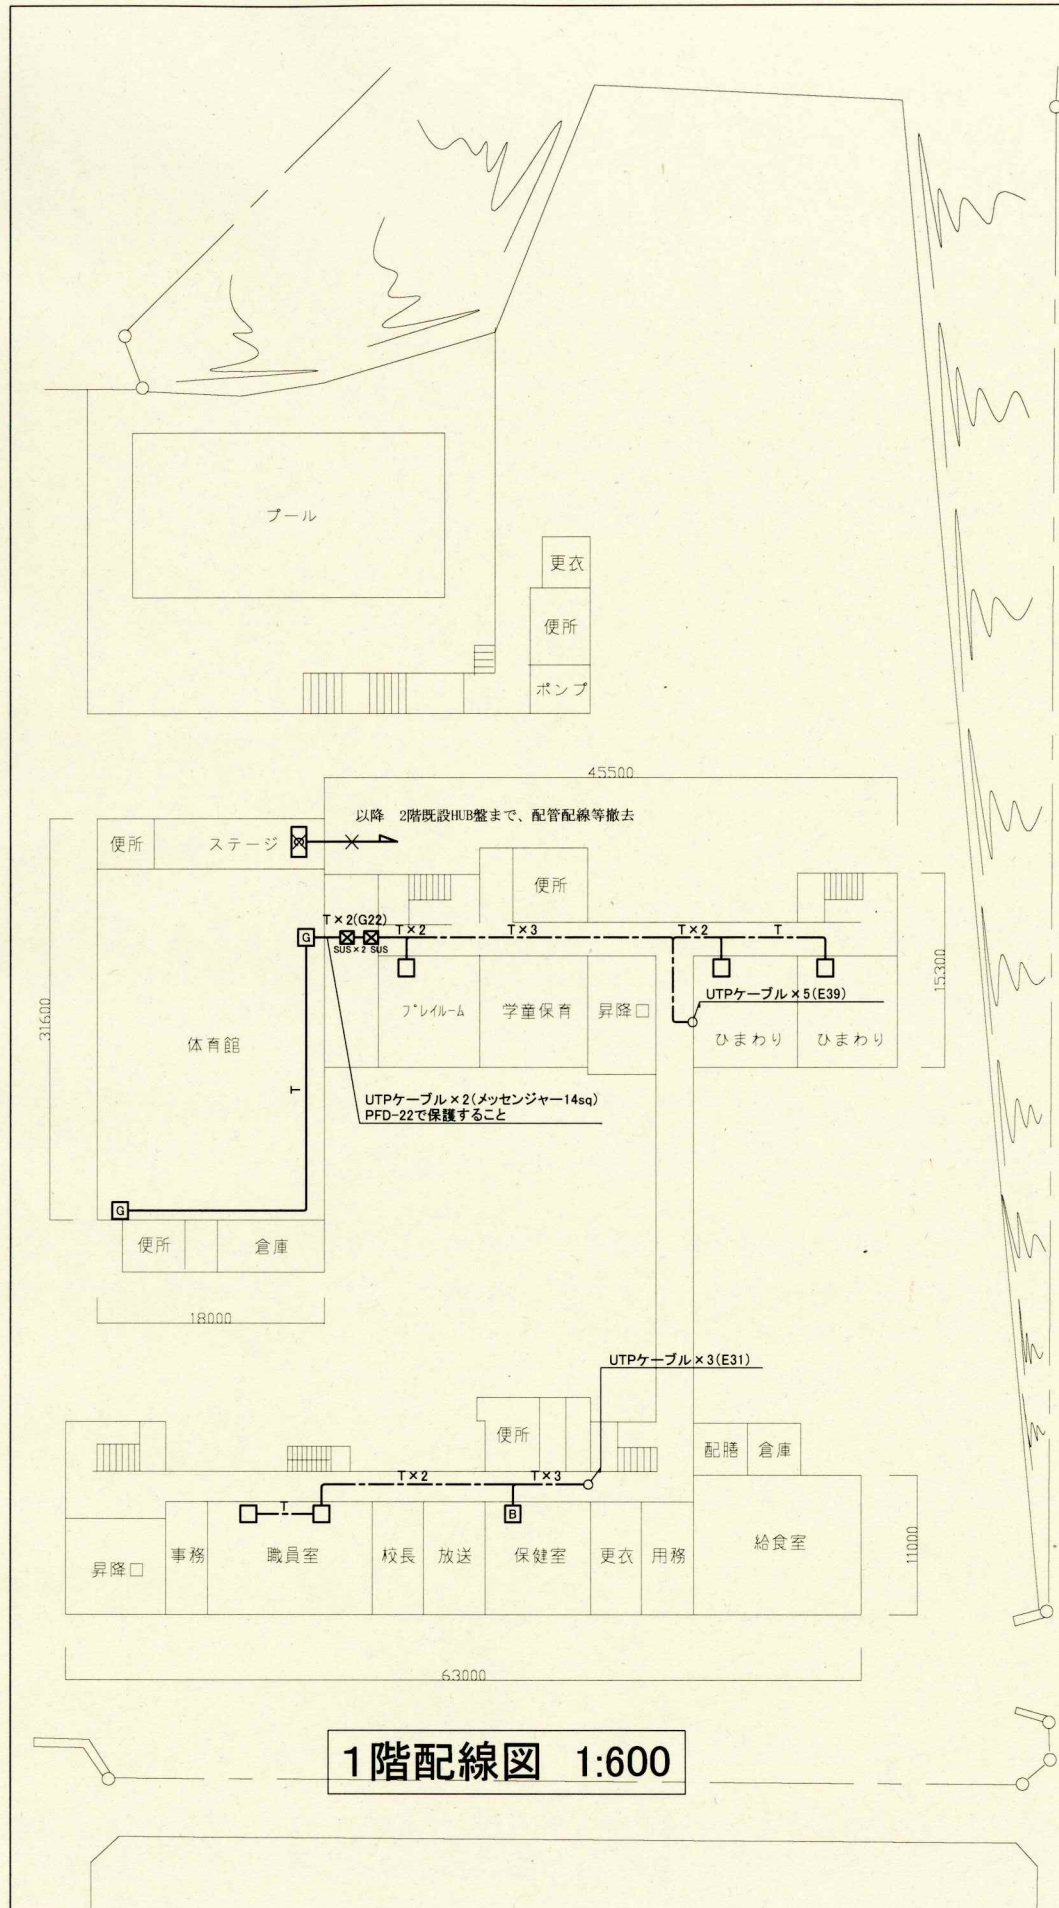 プール
更衣
便所
ポンプ
45500
以降 2階既設HUB盤まで、配管配線等撤去
便所
ステージ
便所
T×2(G22)
T×2
T×3
T×2
T
G
SUS×2
SUS
15300
UTPケーブル×5(E39)
プレイルーム
学童保育
昇降口
ひまわり
ひまわり
31600
体育館
T
UTPケーブル×2(メッセンジャー14sq)
PFD-22で保護すること
G
便所
倉庫
18000
UTPケーブル×3(E31)
便所
配膳
倉庫
T×2
T×3
T
B
昇降口
事務
職員室
校長
放送
保健室
更衣
用務
給食室
11000
63000
1階配線図 1:600